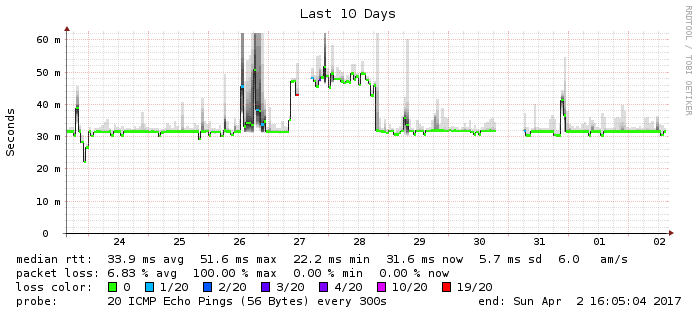 Last 10 Days
RRDTOOL / TOBI OETIKER
Seconds
60 m
50 m
40 m
30 m
20 m
10 m
0
24 25 26 27 28 29 30 31 01 02
median rtt: 33.9 ms avg 51.6 ms max 22.2 ms min 31.6 ms now 5.7 ms sd 6.0 am/s
packet loss: 6.83 % avg 100.00 % max 0.00 % min 0.00 % now
loss color: 0 1/20 2/20 3/20 4/20 10/20 19/20
probe: 20 ICMP Echo Pings (56 Bytes) every 300s end: Sun Apr 2 16:05:04 2017